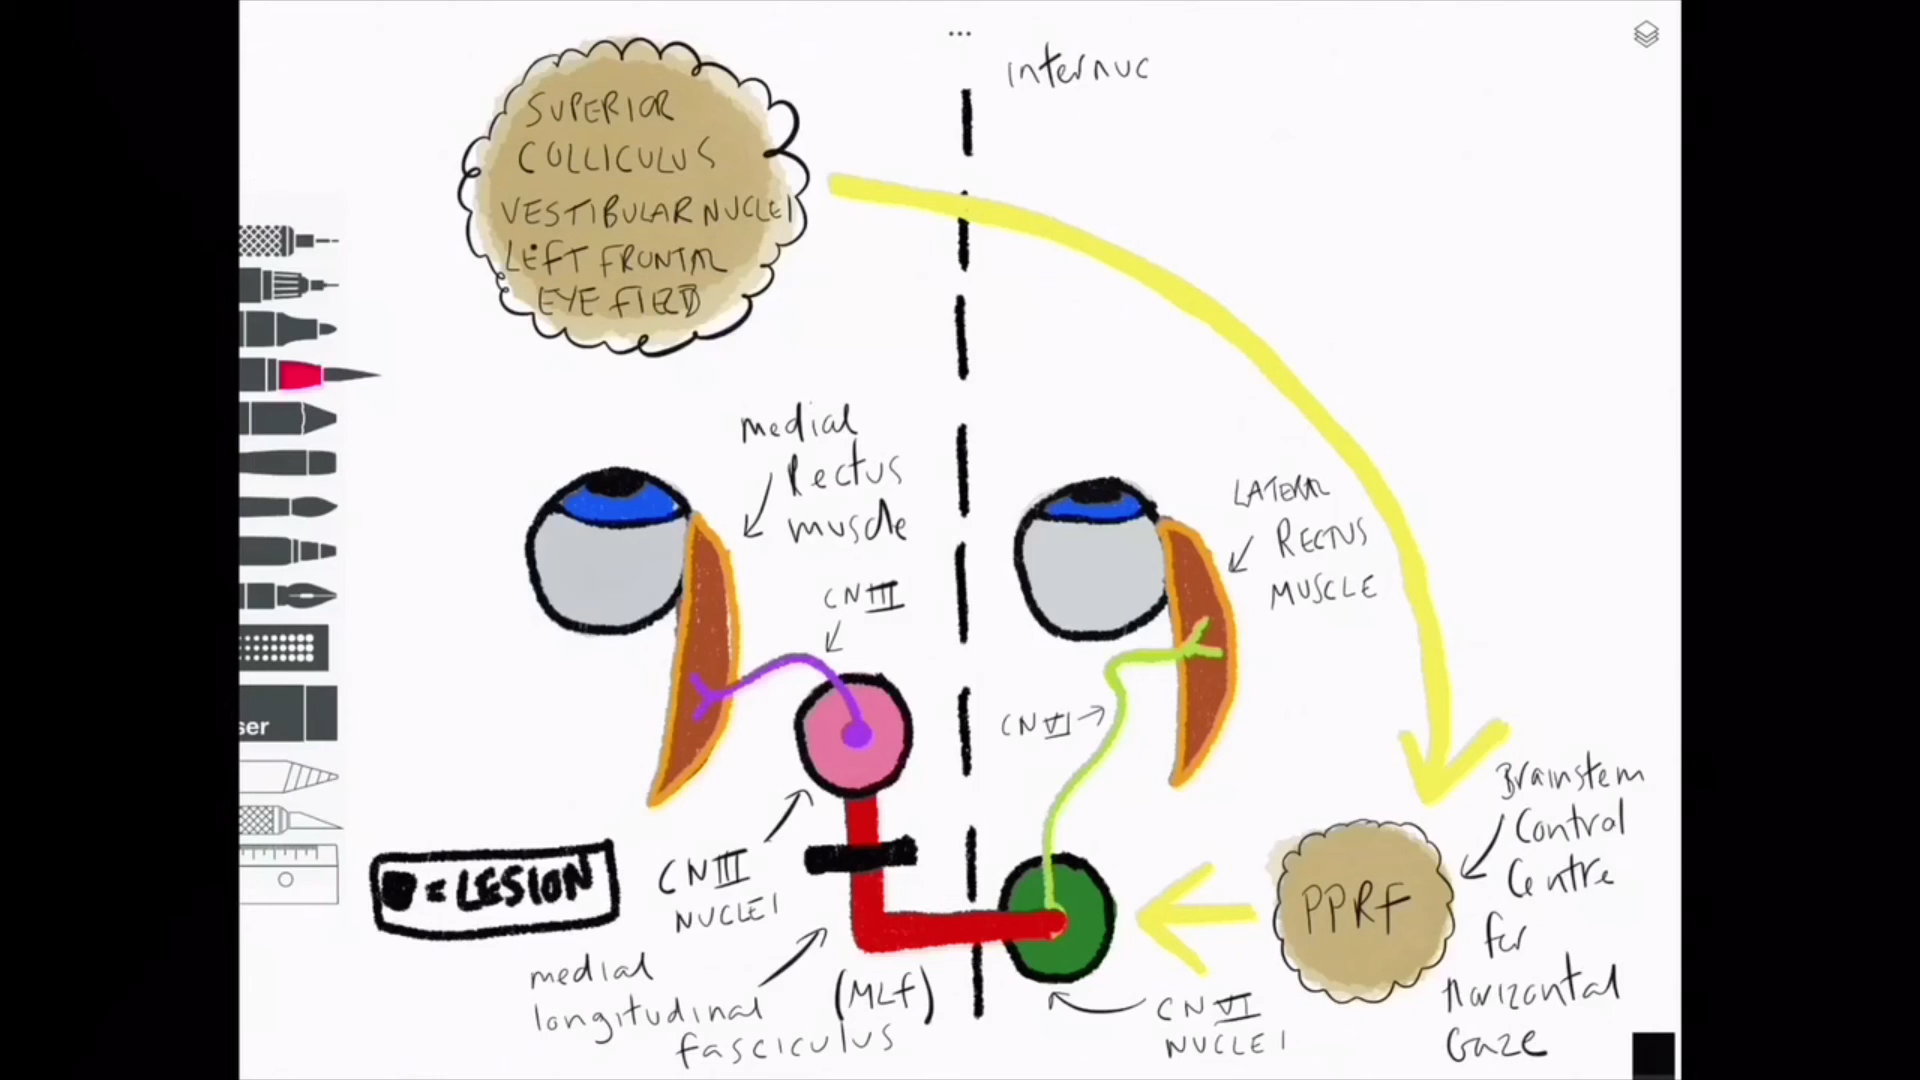 internuc
SUPERIOR
COLLICULUS
VESTIBULAR NUCLEI
LEFT FRONTAL
EYE FIELD
medial
Rectus
muscle
LATERAL
RECTUS
MUSCLE
CN III
CN VI
ser
= LESION
CN III
NUCLEI
medial
longitudinal
fasciculus
(MLf)
CN VI
NUCLEI
PPRF
Brainstem
Control
Centre
for
Horizontal
Gaze